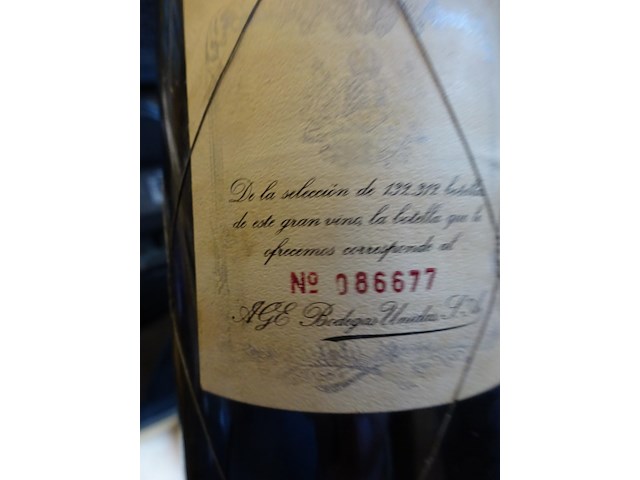 De la selección de 132.312 botellas
de este gran vino, la botella que le
ofrecemos corresponde al
Nº 086677
AGE Bodegas Unidas S.A.